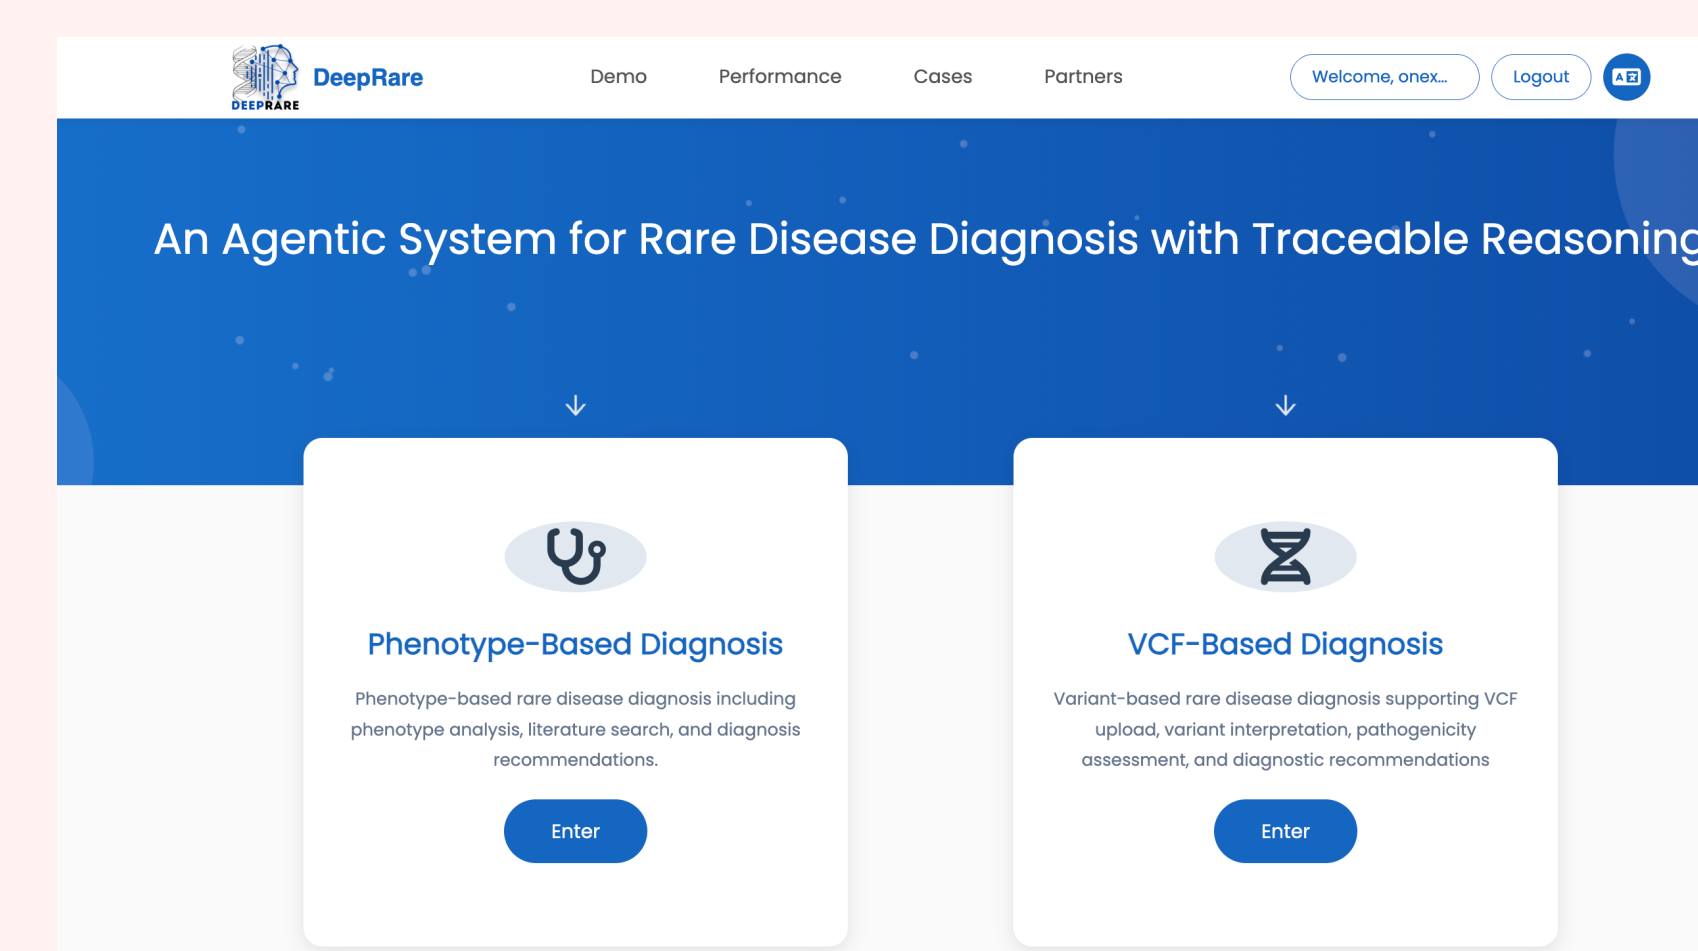 DEEPRARE
DeepRare
Demo
Performance
Cases
Partners
Welcome, onex...
Logout
A 文
An Agentic System for Rare Disease Diagnosis with Traceable Reasoning
Phenotype-Based Diagnosis
Phenotype-based rare disease diagnosis including
phenotype analysis, literature search, and diagnosis
recommendations.
Enter
VCF-Based Diagnosis
Variant-based rare disease diagnosis supporting VCF
upload, variant interpretation, pathogenicity
assessment, and diagnostic recommendations
Enter